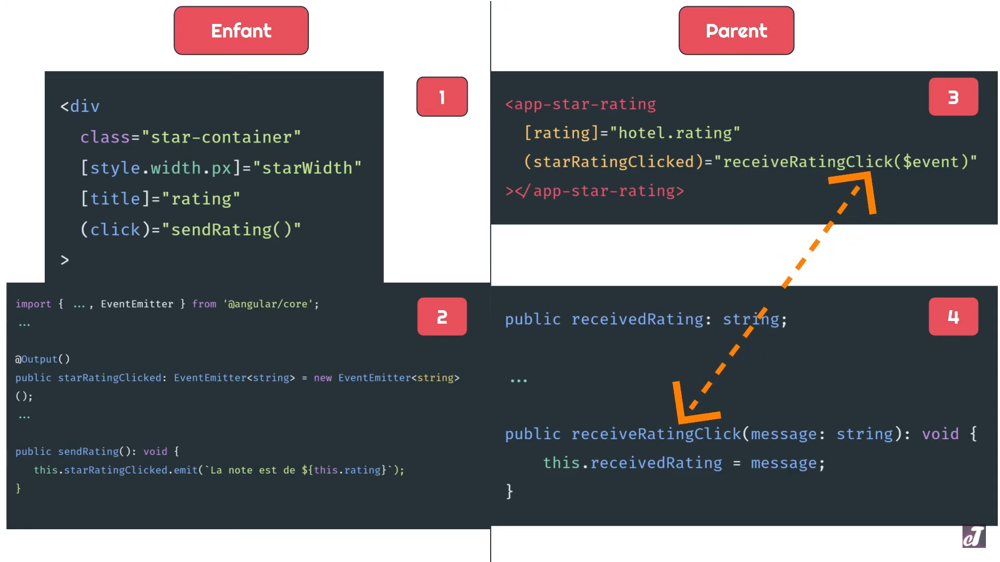 Enfant
<div
class="star-container"
[style.width.px]="starWidth"
[title]="rating"
(click)="sendRating()"
>
1
import { ..., EventEmitter } from '@angular/core';
...
@Output()
public starRatingClicked: EventEmitter<string> = new EventEmitter<string>
();
...
public sendRating(): void {
this.starRatingClicked.emit(`La note est de ${this.rating}`);
}
2
Parent
<app-star-rating
[rating]="hotel.rating"
(starRatingClicked)="receiveRatingClick($event)"
></app-star-rating>
3
public receivedRating: string;
...
public receiveRatingClick(message: string): void {
this.receivedRating = message;
}
4
eT